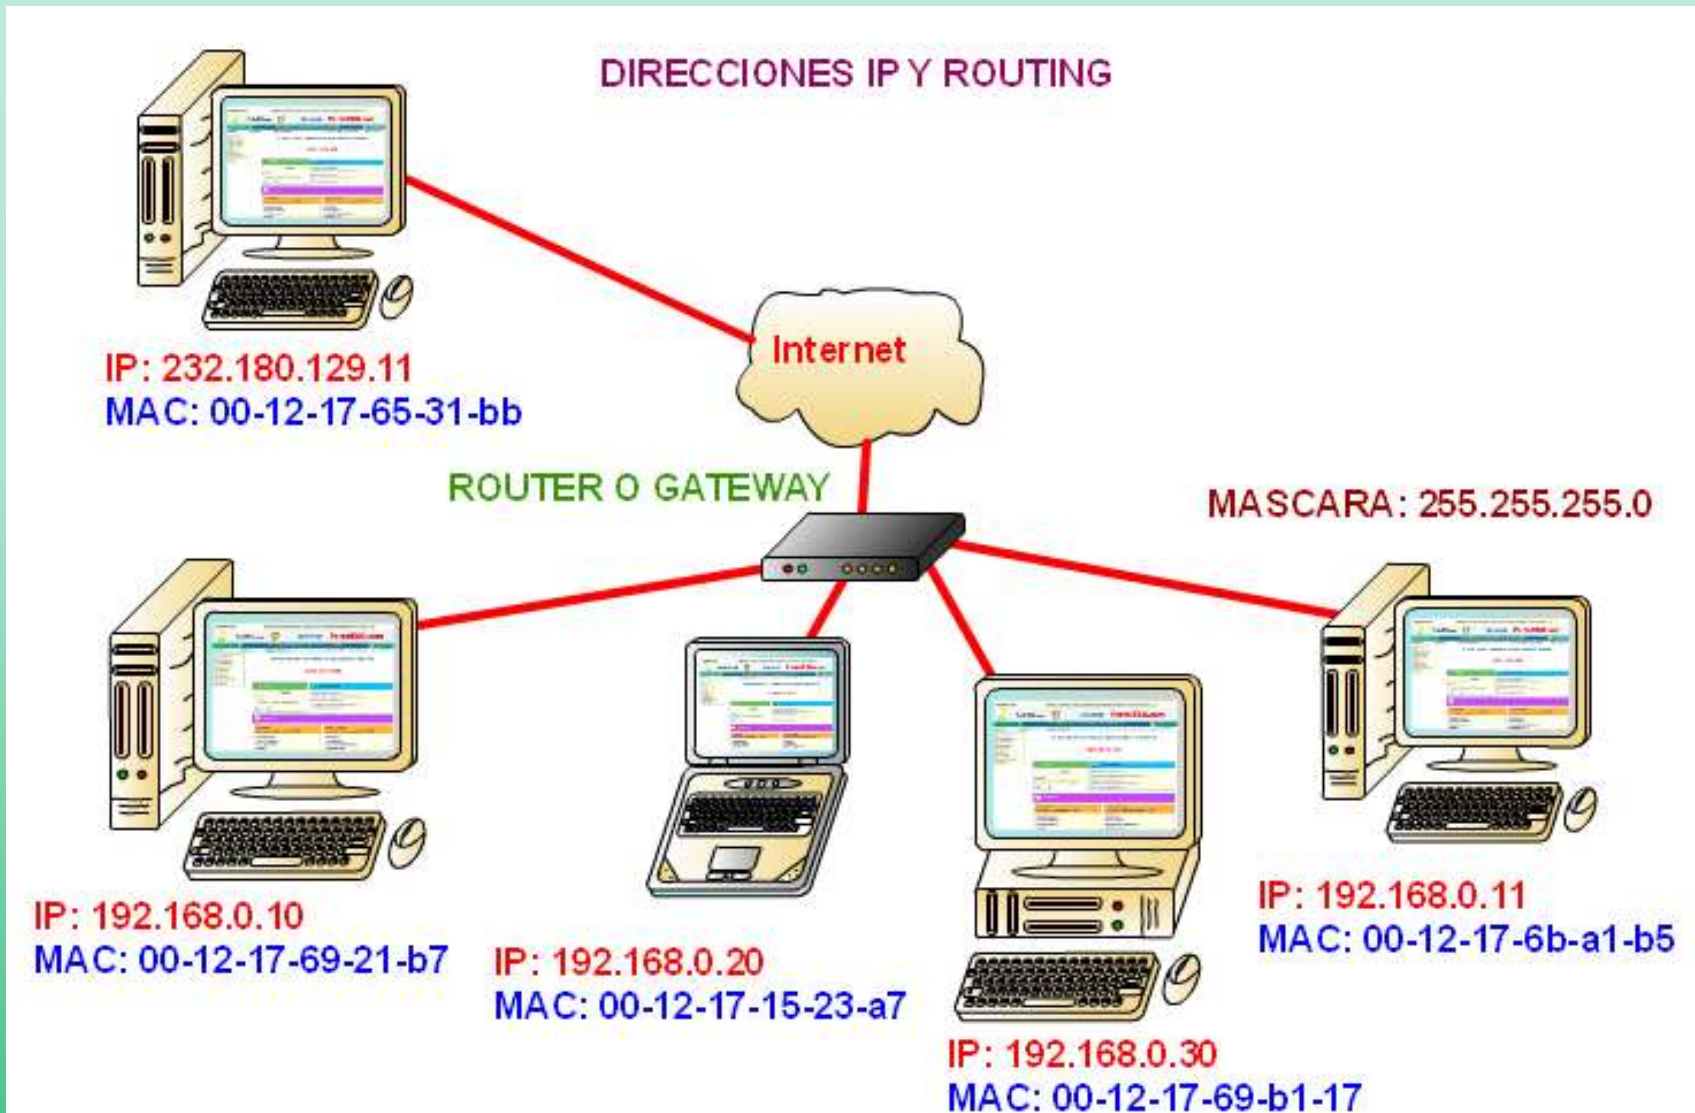 DIRECCIONES IP Y ROUTING
Internet
IP: 232.180.129.11
MAC: 00-12-17-65-31-bb
ROUTER O GATEWAY
MASCARA: 255.255.255.0
IP: 192.168.0.10
MAC: 00-12-17-69-21-b7
IP: 192.168.0.20
MAC: 00-12-17-15-23-a7
IP: 192.168.0.30
MAC: 00-12-17-69-b1-17
IP: 192.168.0.11
MAC: 00-12-17-6b-a1-b5